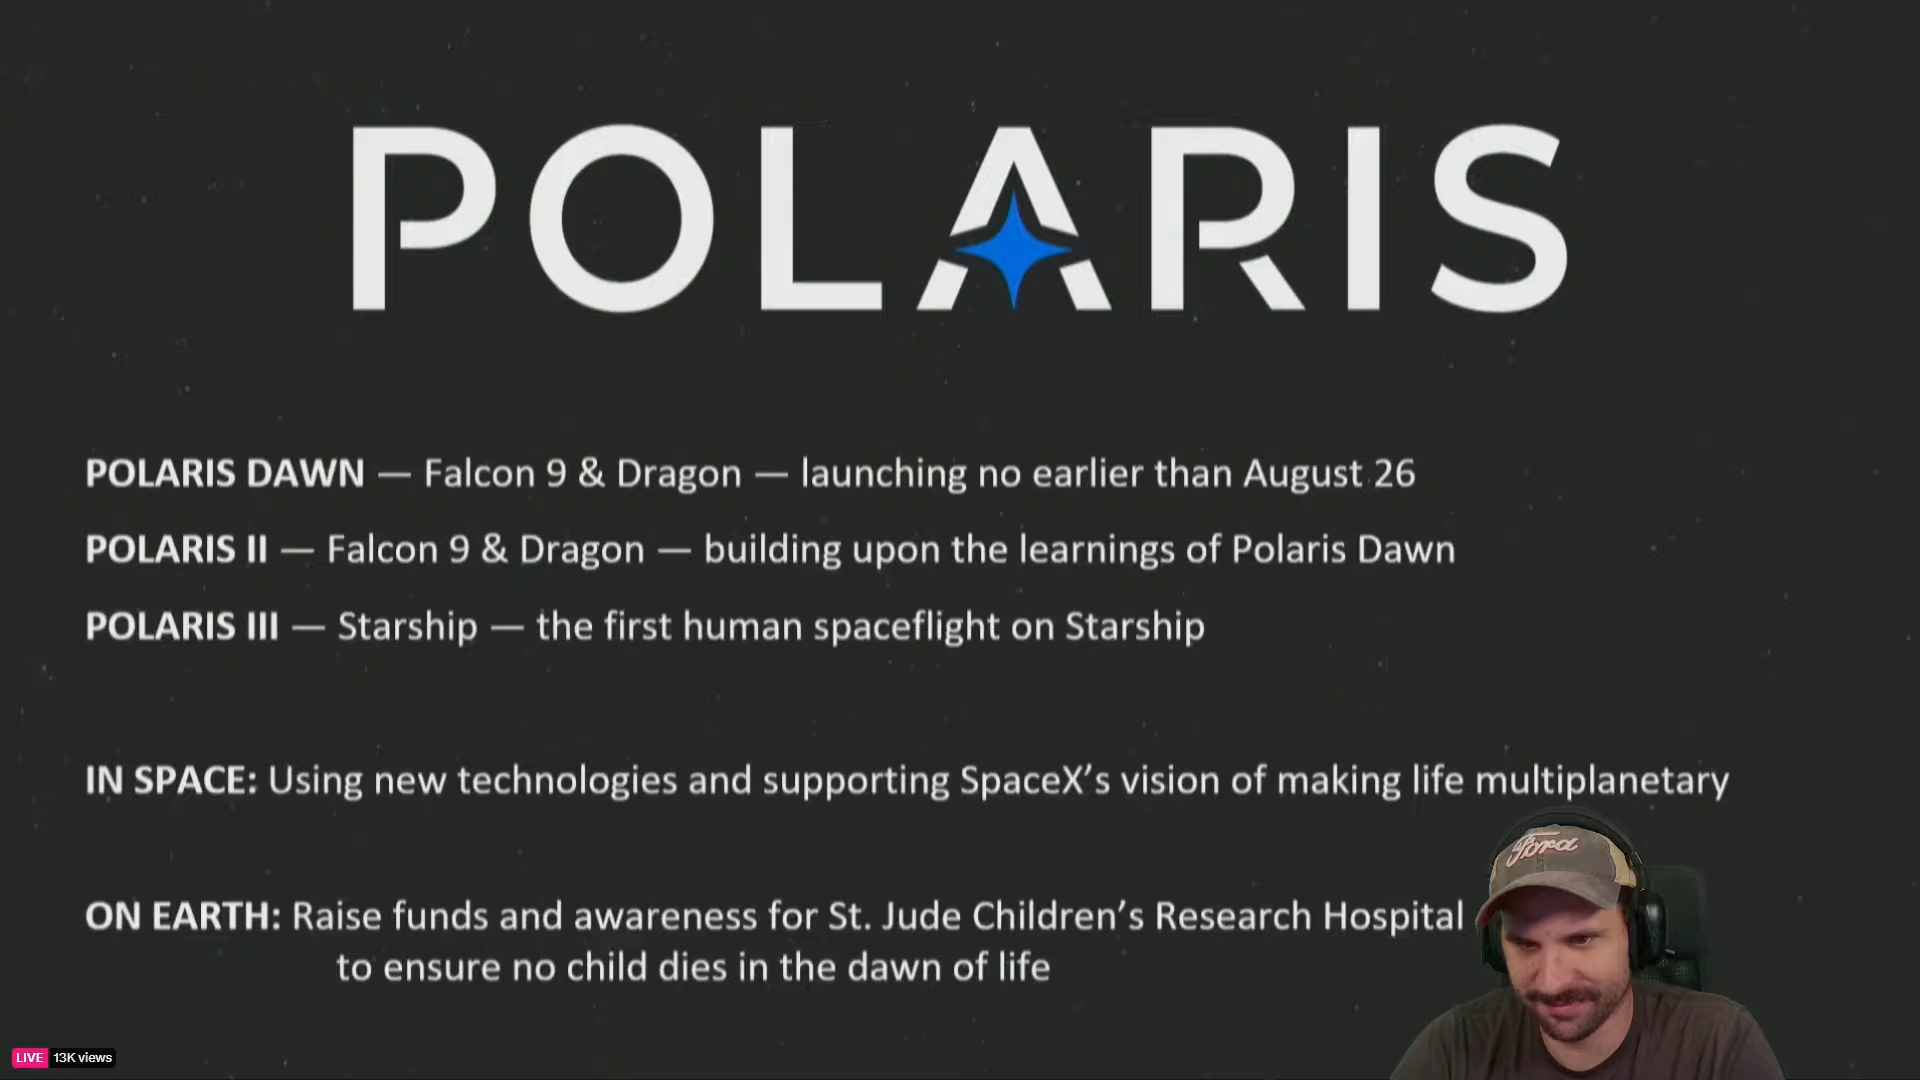 POLARIS
POLARIS DAWN — Falcon 9 & Dragon — launching no earlier than August 26
POLARIS II — Falcon 9 & Dragon — building upon the learnings of Polaris Dawn
POLARIS III — Starship — the first human spaceflight on Starship
IN SPACE: Using new technologies and supporting SpaceX’s vision of making life multiplanetary
Ford
ON EARTH: Raise funds and awareness for St. Jude Children’s Research Hospital
to ensure no child dies in the dawn of life
LIVE 13K views